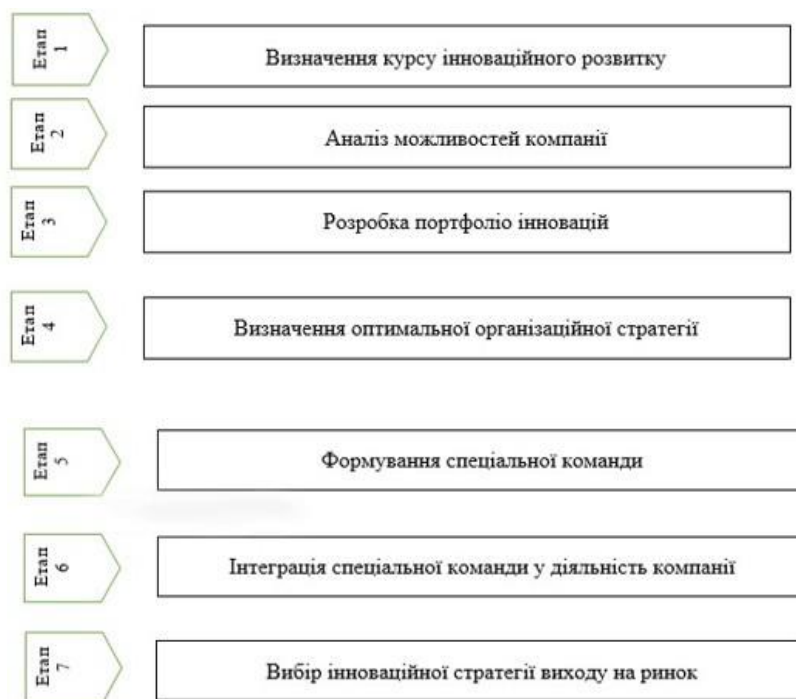 Етап 1
Визначення курсу інноваційного розвитку
Етап 2
Аналіз можливостей компанії
Етап 3
Розробка портфоліо інновацій
Етап 4
Визначення оптимальної організаційної стратегії
Етап 5
Формування спеціальної команди
Етап 6
Інтеграція спеціальної команди у діяльність компанії
Етап 7
Вибір інноваційної стратегії виходу на ринок